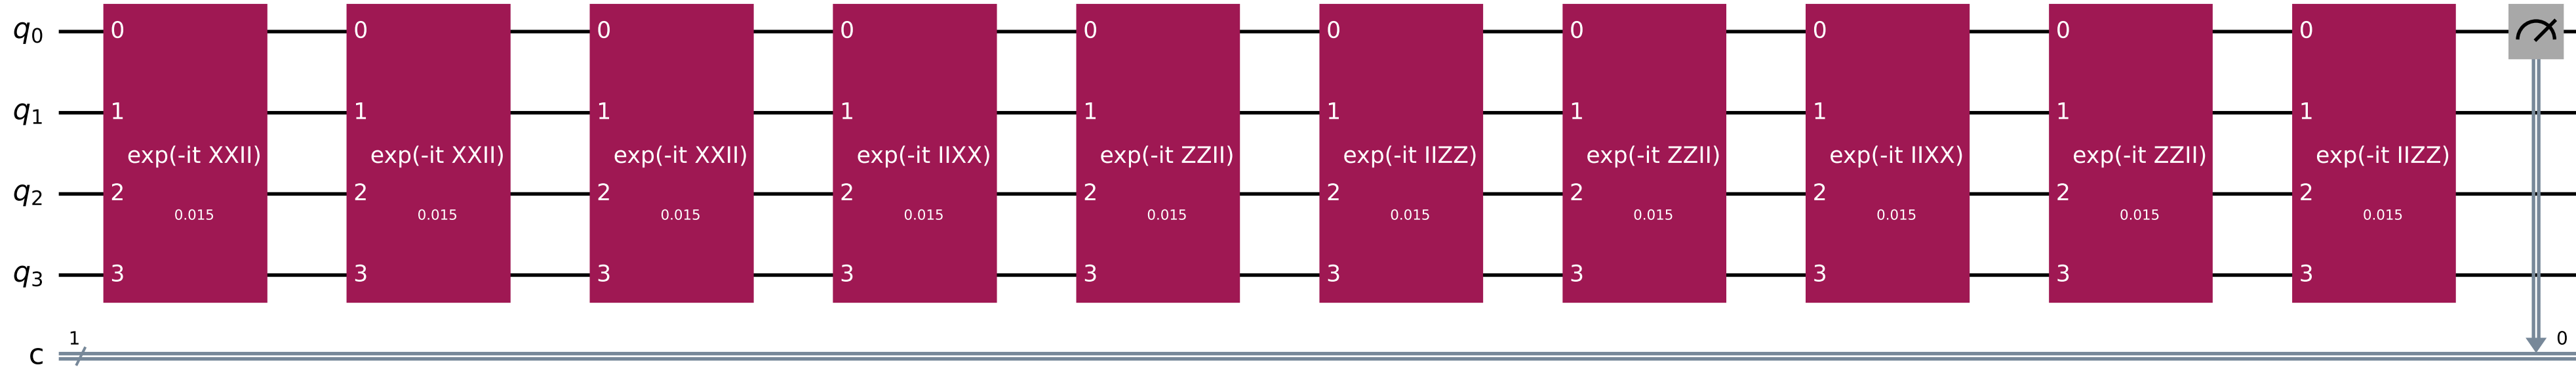 q0 0 0 0 0 0 0 0 0 0 0
q1 1 1 1 1 1 1 1 1 1 1
exp(-it XXII) exp(-it XXII) exp(-it XXII) exp(-it IIXX) exp(-it ZZII) exp(-it IIZZ) exp(-it ZZII) exp(-it IIXX) exp(-it ZZII) exp(-it IIZZ)
q2 2 2 2 2 2 2 2 2 2 2
0.015 0.015 0.015 0.015 0.015 0.015 0.015 0.015 0.015 0.015
q3 3 3 3 3 3 3 3 3 3 3
1 0
c